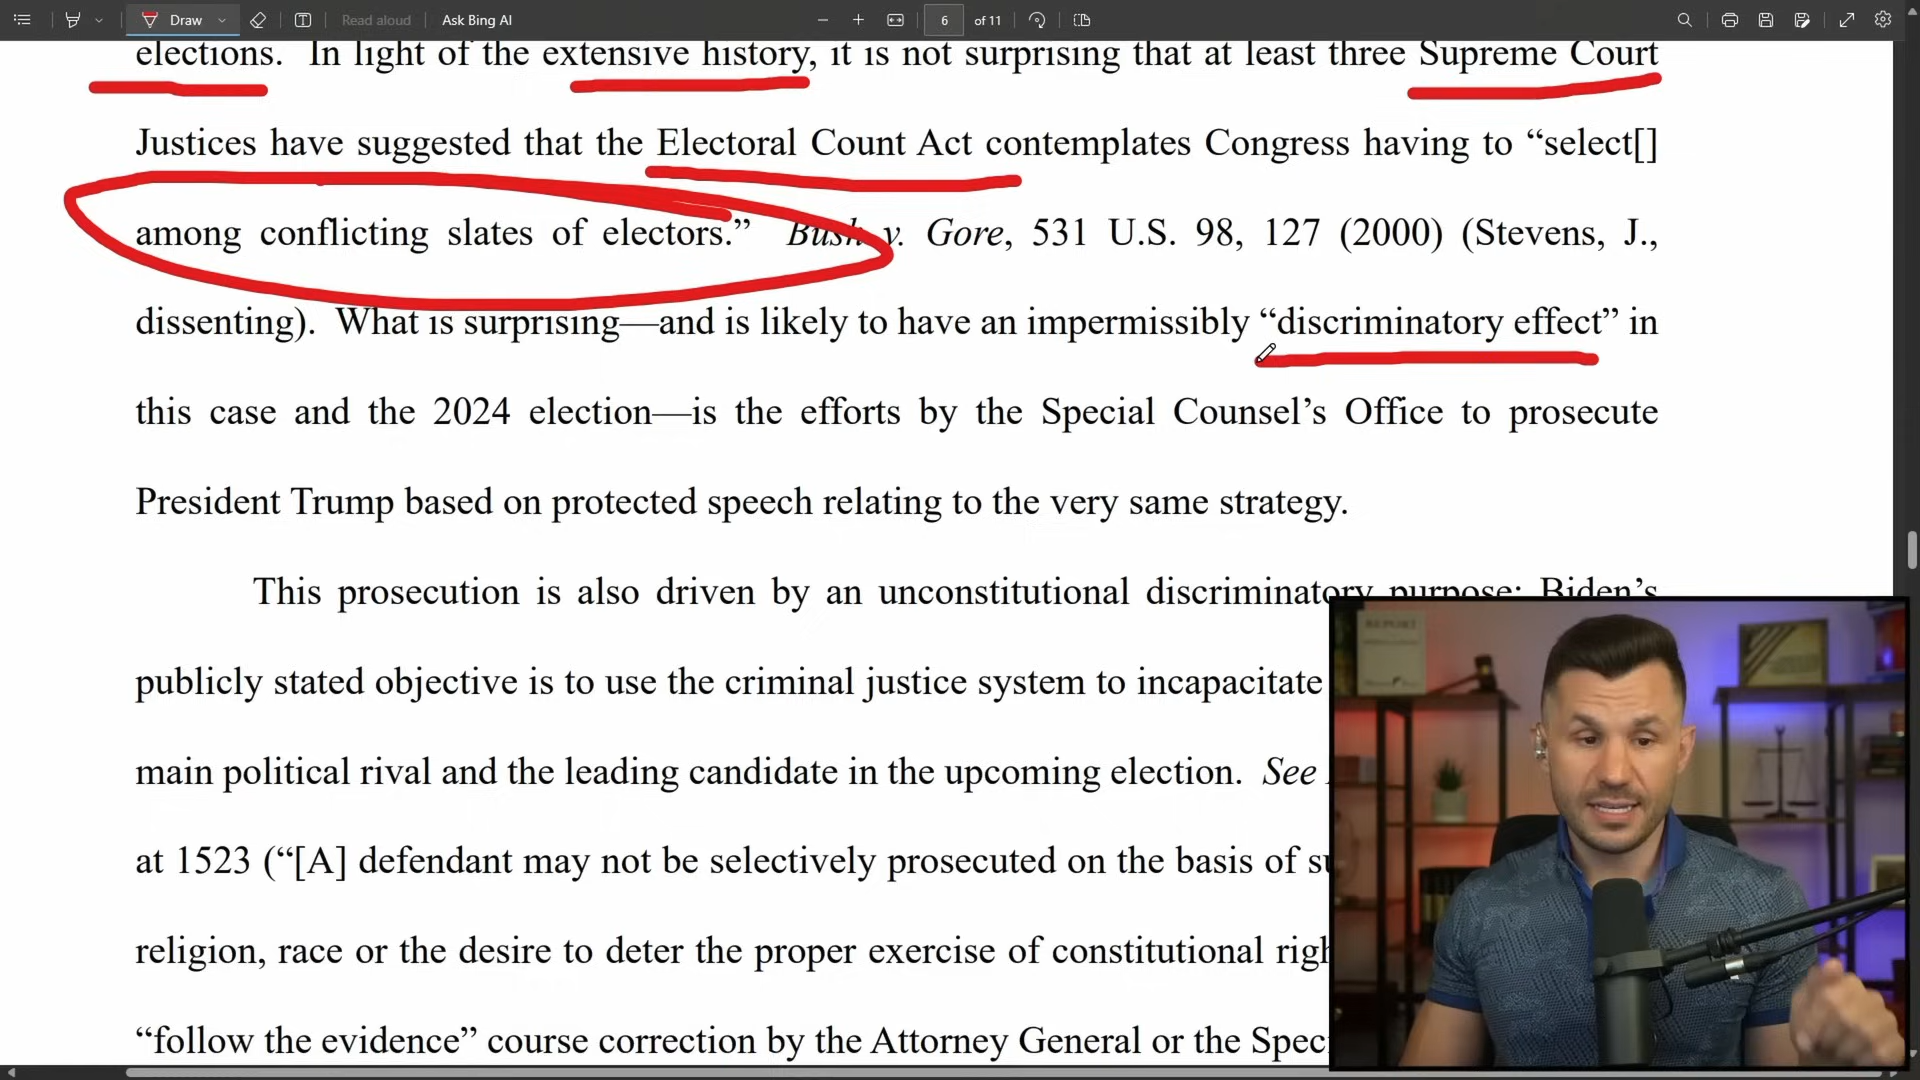 Draw
Read aloud
Ask Bing AI
6
of 11
elections. In light of the extensive history, it is not surprising that at least three Supreme Court
Justices have suggested that the Electoral Count Act contemplates Congress having to “select[]
among conflicting slates of electors.” Bush v. Gore, 531 U.S. 98, 127 (2000) (Stevens, J.,
dissenting). What is surprising—and is likely to have an impermissibly “discriminatory effect” in
this case and the 2024 election—is the efforts by the Special Counsel’s Office to prosecute
President Trump based on protected speech relating to the very same strategy.
This prosecution is also driven by an unconstitutional discriminatory purpose: Biden’s
publicly stated objective is to use the criminal justice system to incapacitate
main political rival and the leading candidate in the upcoming election. See
at 1523 (“[A] defendant may not be selectively prosecuted on the basis of su
religion, race or the desire to deter the proper exercise of constitutional righ
“follow the evidence” course correction by the Attorney General or the Speci
REPORT